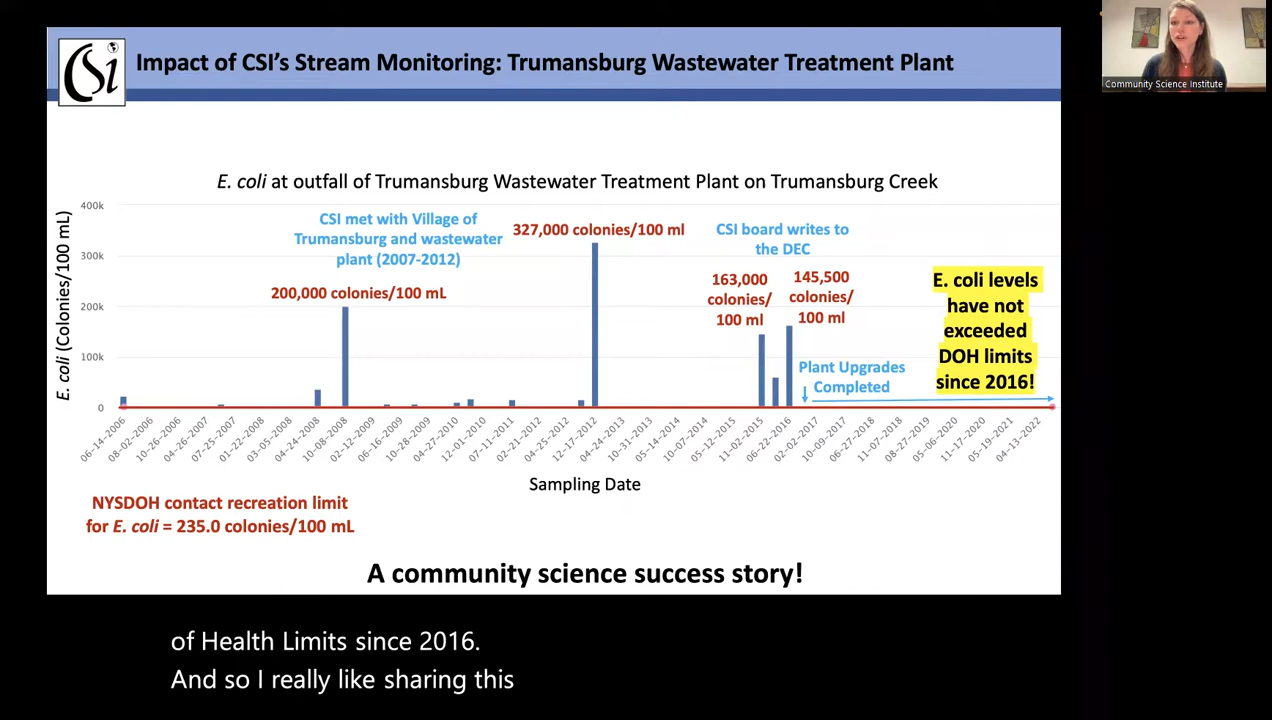 CSi
Impact of CSI's Stream Monitoring: Trumansburg Wastewater Treatment Plant
Community Science Institute
E. coli at outfall of Trumansburg Wastewater Treatment Plant on Trumansburg Creek
E. coli (Colonies/100 mL)
400k
300k
200k
100k
0
CSI met with Village of
Trumansburg and wastewater
plant (2007-2012)
200,000 colonies/100 mL
327,000 colonies/100 ml
CSI board writes to
the DEC
163,000
colonies/
100 ml
145,500
colonies/
100 ml
Plant Upgrades
Completed
E. coli levels
have not
exceeded
DOH limits
since 2016!
06-14-2006
08-02-2006
10-26-2006
04-26-2007
07-25-2007
01-22-2008
03-05-2008
04-24-2008
10-08-2008
02-12-2009
06-16-2009
10-28-2009
04-27-2010
12-01-2010
07-11-2011
02-21-2012
04-25-2012
12-17-2012
04-24-2013
10-31-2013
05-14-2014
10-07-2014
05-12-2015
11-02-2015
06-22-2016
02-02-2017
10-09-2017
06-27-2018
11-07-2018
08-27-2019
05-06-2020
11-17-2020
05-19-2021
04-13-2022
Sampling Date
NYSDOH contact recreation limit
for E. coli = 235.0 colonies/100 mL
A community science success story!
of Health Limits since 2016.
And so I really like sharing this